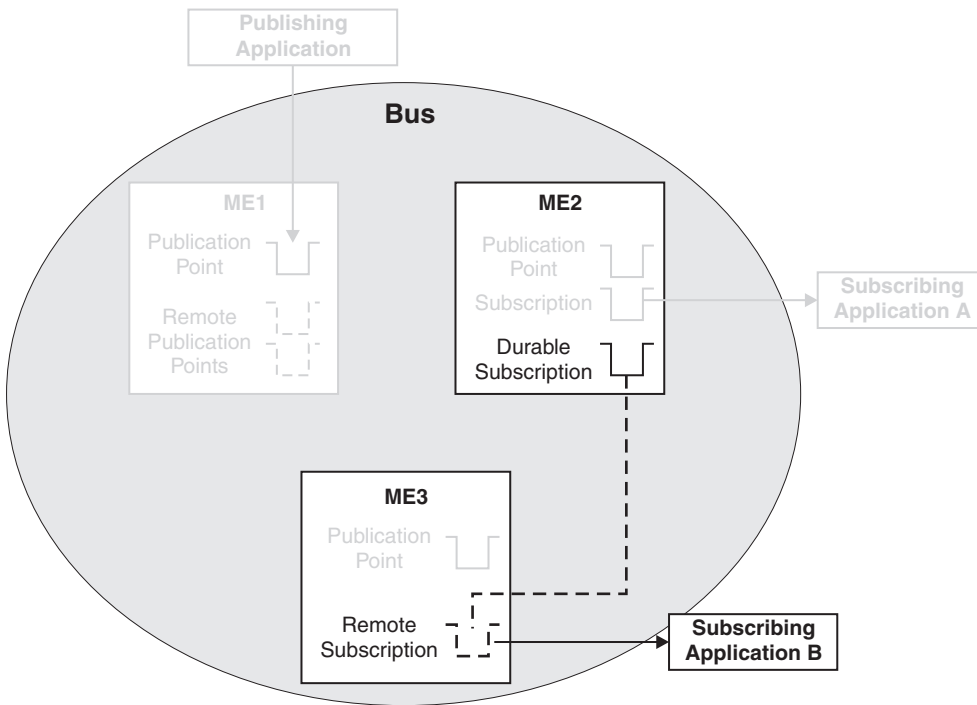 Publishing
Application
Bus
ME1
Publication
Point
Remote
Publication
Points
ME2
Publication
Point
Subscription
Durable
Subscription
Subscribing
Application A
ME3
Publication
Point
Remote
Subscription
Subscribing
Application B